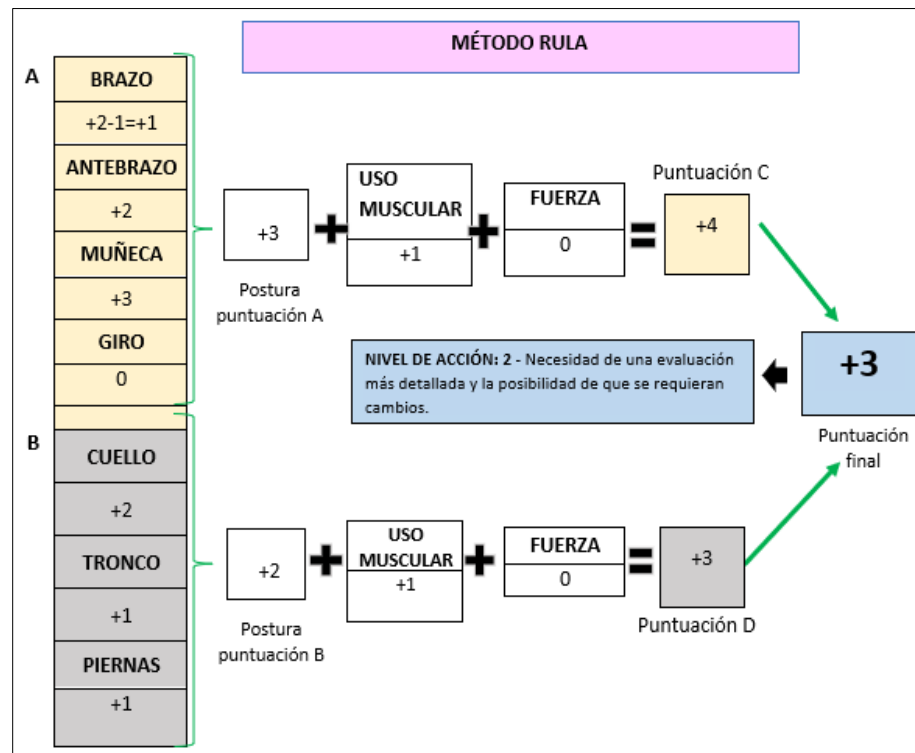 MÉTODO RULA
A
BRAZO
+2-1=+1
ANTEBRAZO
+2
MUÑECA
+3
GIRO
0
+3
Postura
puntuación A
USO
MUSCULAR
+1
FUERZA
0
Puntuación C
+4
NIVEL DE ACCIÓN: 2 - Necesidad de una evaluación
más detallada y la posibilidad de que se requieran
cambios.
+3
Puntuación
final
B
CUELLO
+2
TRONCO
+1
PIERNAS
+1
+2
Postura
puntuación B
USO
MUSCULAR
+1
FUERZA
0
+3
Puntuación D